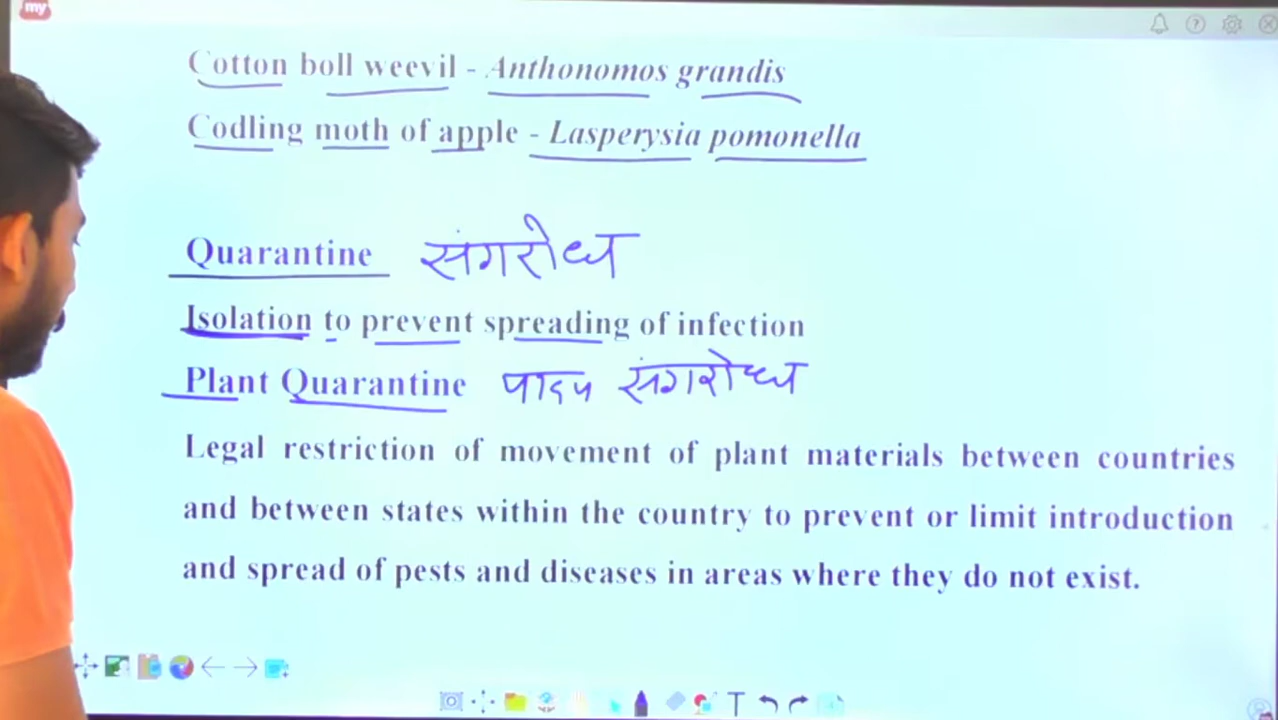 my
Cotton boll weevil - Anthonomos grandis
Codling moth of apple - Lasperysia pomonella
Quarantine संगरोध
Isolation to prevent spreading of infection
Plant Quarantine पादप संगरोध
Legal restriction of movement of plant materials between countries
and between states within the country to prevent or limit introduction
and spread of pests and diseases in areas where they do not exist.